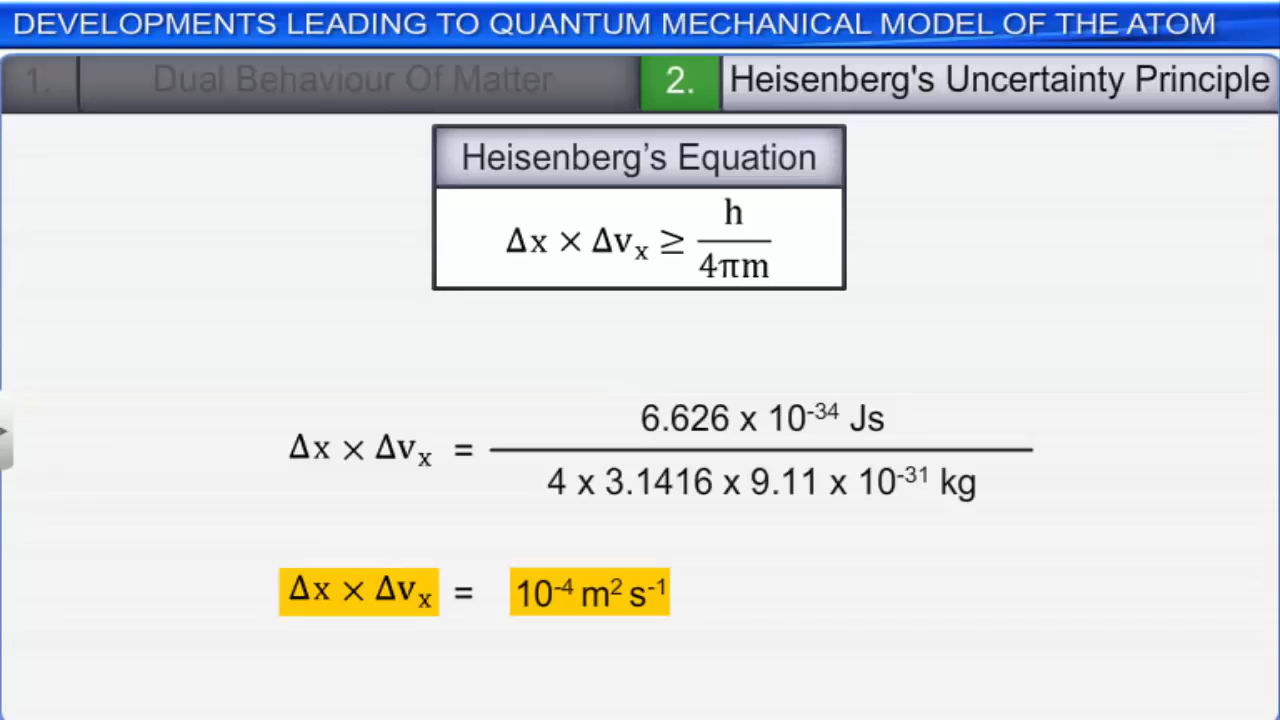 DEVELOPMENTS LEADING TO QUANTUM MECHANICAL MODEL OF THE ATOM
1. Dual Behaviour Of Matter 2. Heisenberg's Uncertainty Principle
Heisenberg’s Equation
Δx × Δvₓ ≥ h / 4πm
Δx × Δvₓ = 6.626 x 10⁻³⁴ Js / 4 x 3.1416 x 9.11 x 10⁻³¹ kg
Δx × Δvₓ = 10⁻⁴ m² s⁻¹